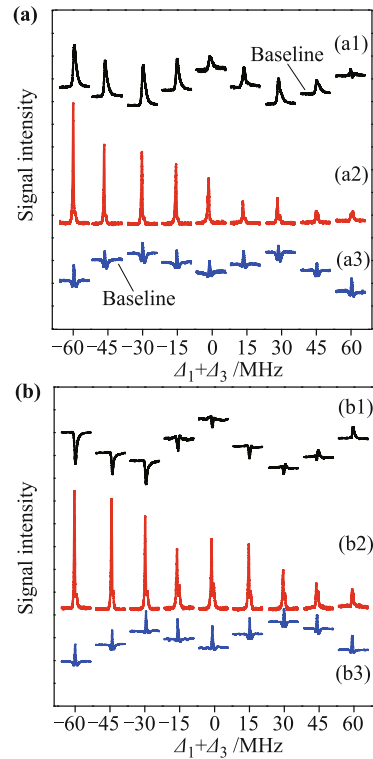 (a)
(a1)
Baseline
(a2)
(a3)
Baseline
Signal intensity
−60 −45 −30 −15 0 15 30 45 60
Δ₁+Δ₃ /MHz
(b)
(b1)
(b2)
(b3)
Signal intensity
−60 −45 −30 −15 0 15 30 45 60
Δ₁+Δ₃ /MHz